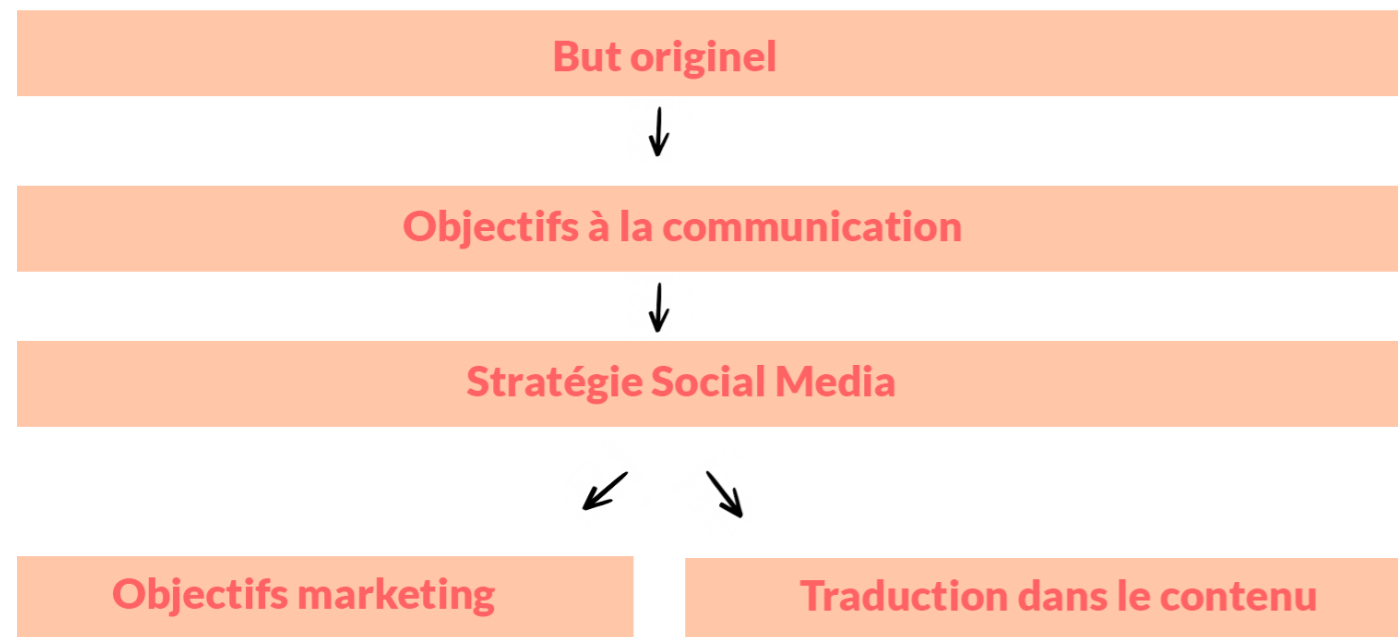 But originel
Objectifs à la communication
Stratégie Social Media
Objectifs marketing
Traduction dans le contenu